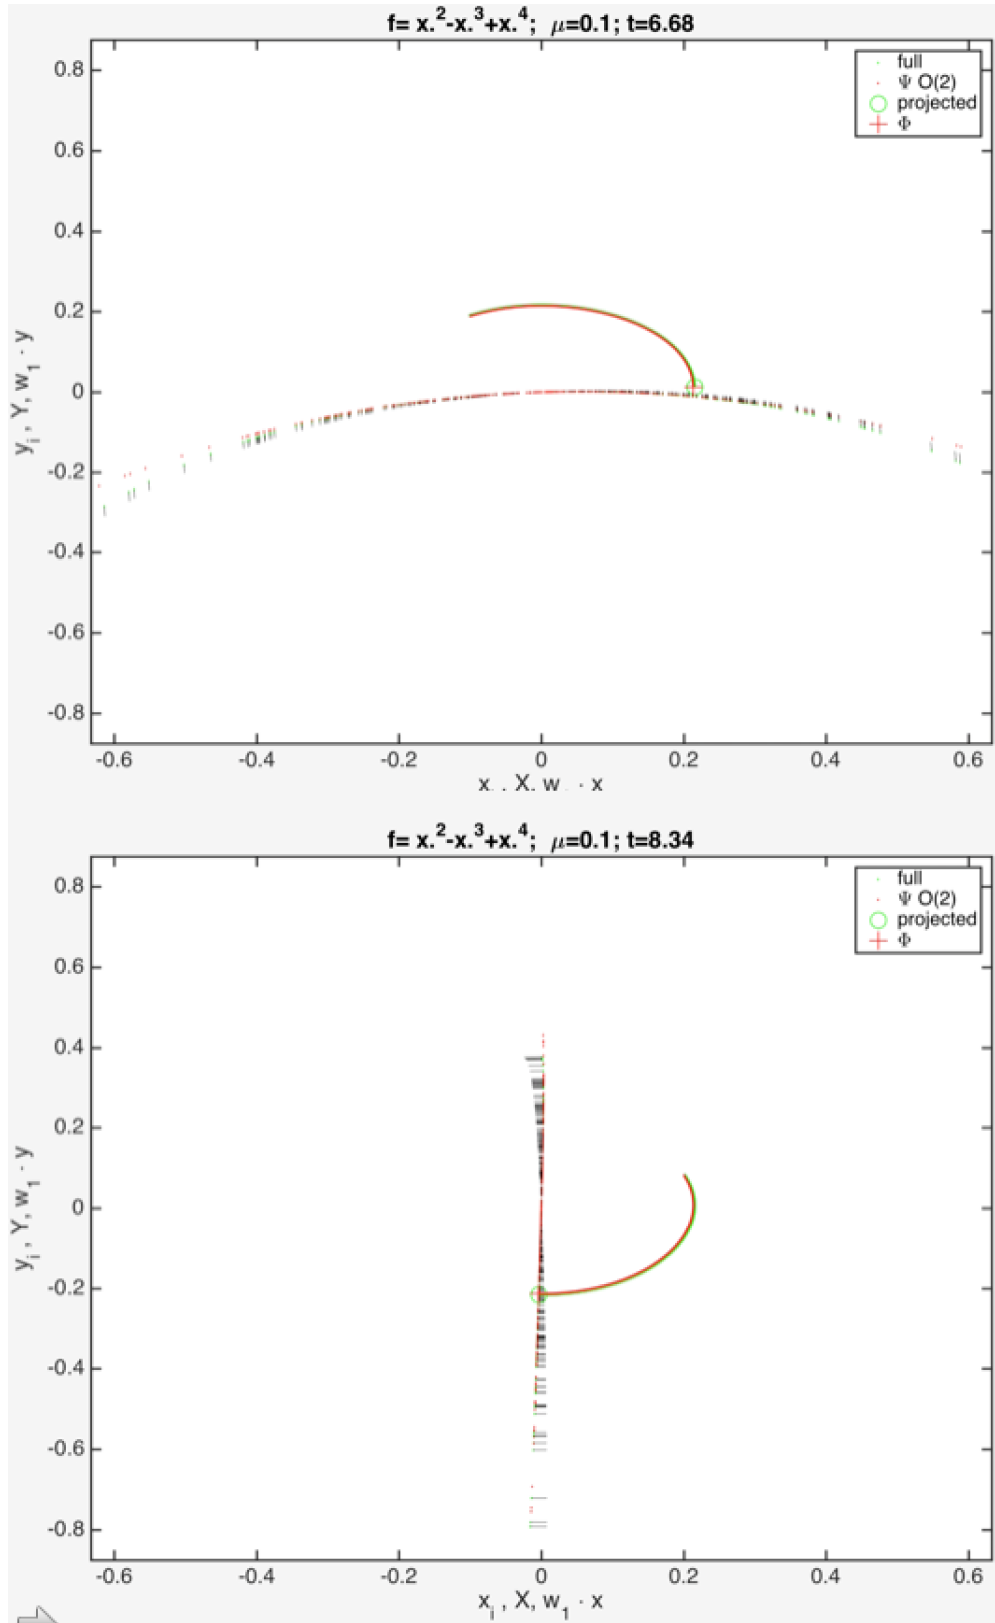 f= x.^2-x.^3+x.^4; μ=0.1; t=6.68
full
Ψ O(2)
projected
Φ
0.8
0.6
0.4
0.2
0
-0.2
-0.4
-0.6
-0.8
y_i , Y, w_1 · y
-0.6 -0.4 -0.2 0 0.2 0.4 0.6
x , X, w · x
f= x.^2-x.^3+x.^4; μ=0.1; t=8.34
full
Ψ O(2)
projected
Φ
0.8
0.6
0.4
0.2
0
-0.2
-0.4
-0.6
-0.8
y_i , Y, w_1 · y
-0.6 -0.4 -0.2 0 0.2 0.4 0.6
x_i , X, w_1 · x